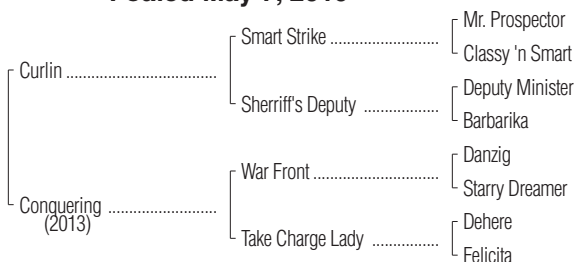 Mr. Prospector
Smart Strike
Classy 'n Smart
Curlin
Deputy Minister
Sherriff's Deputy
Barbarika
Danzig
War Front
Starry Dreamer
Conquering
(2013)
Dehere
Take Charge Lady
Felicita